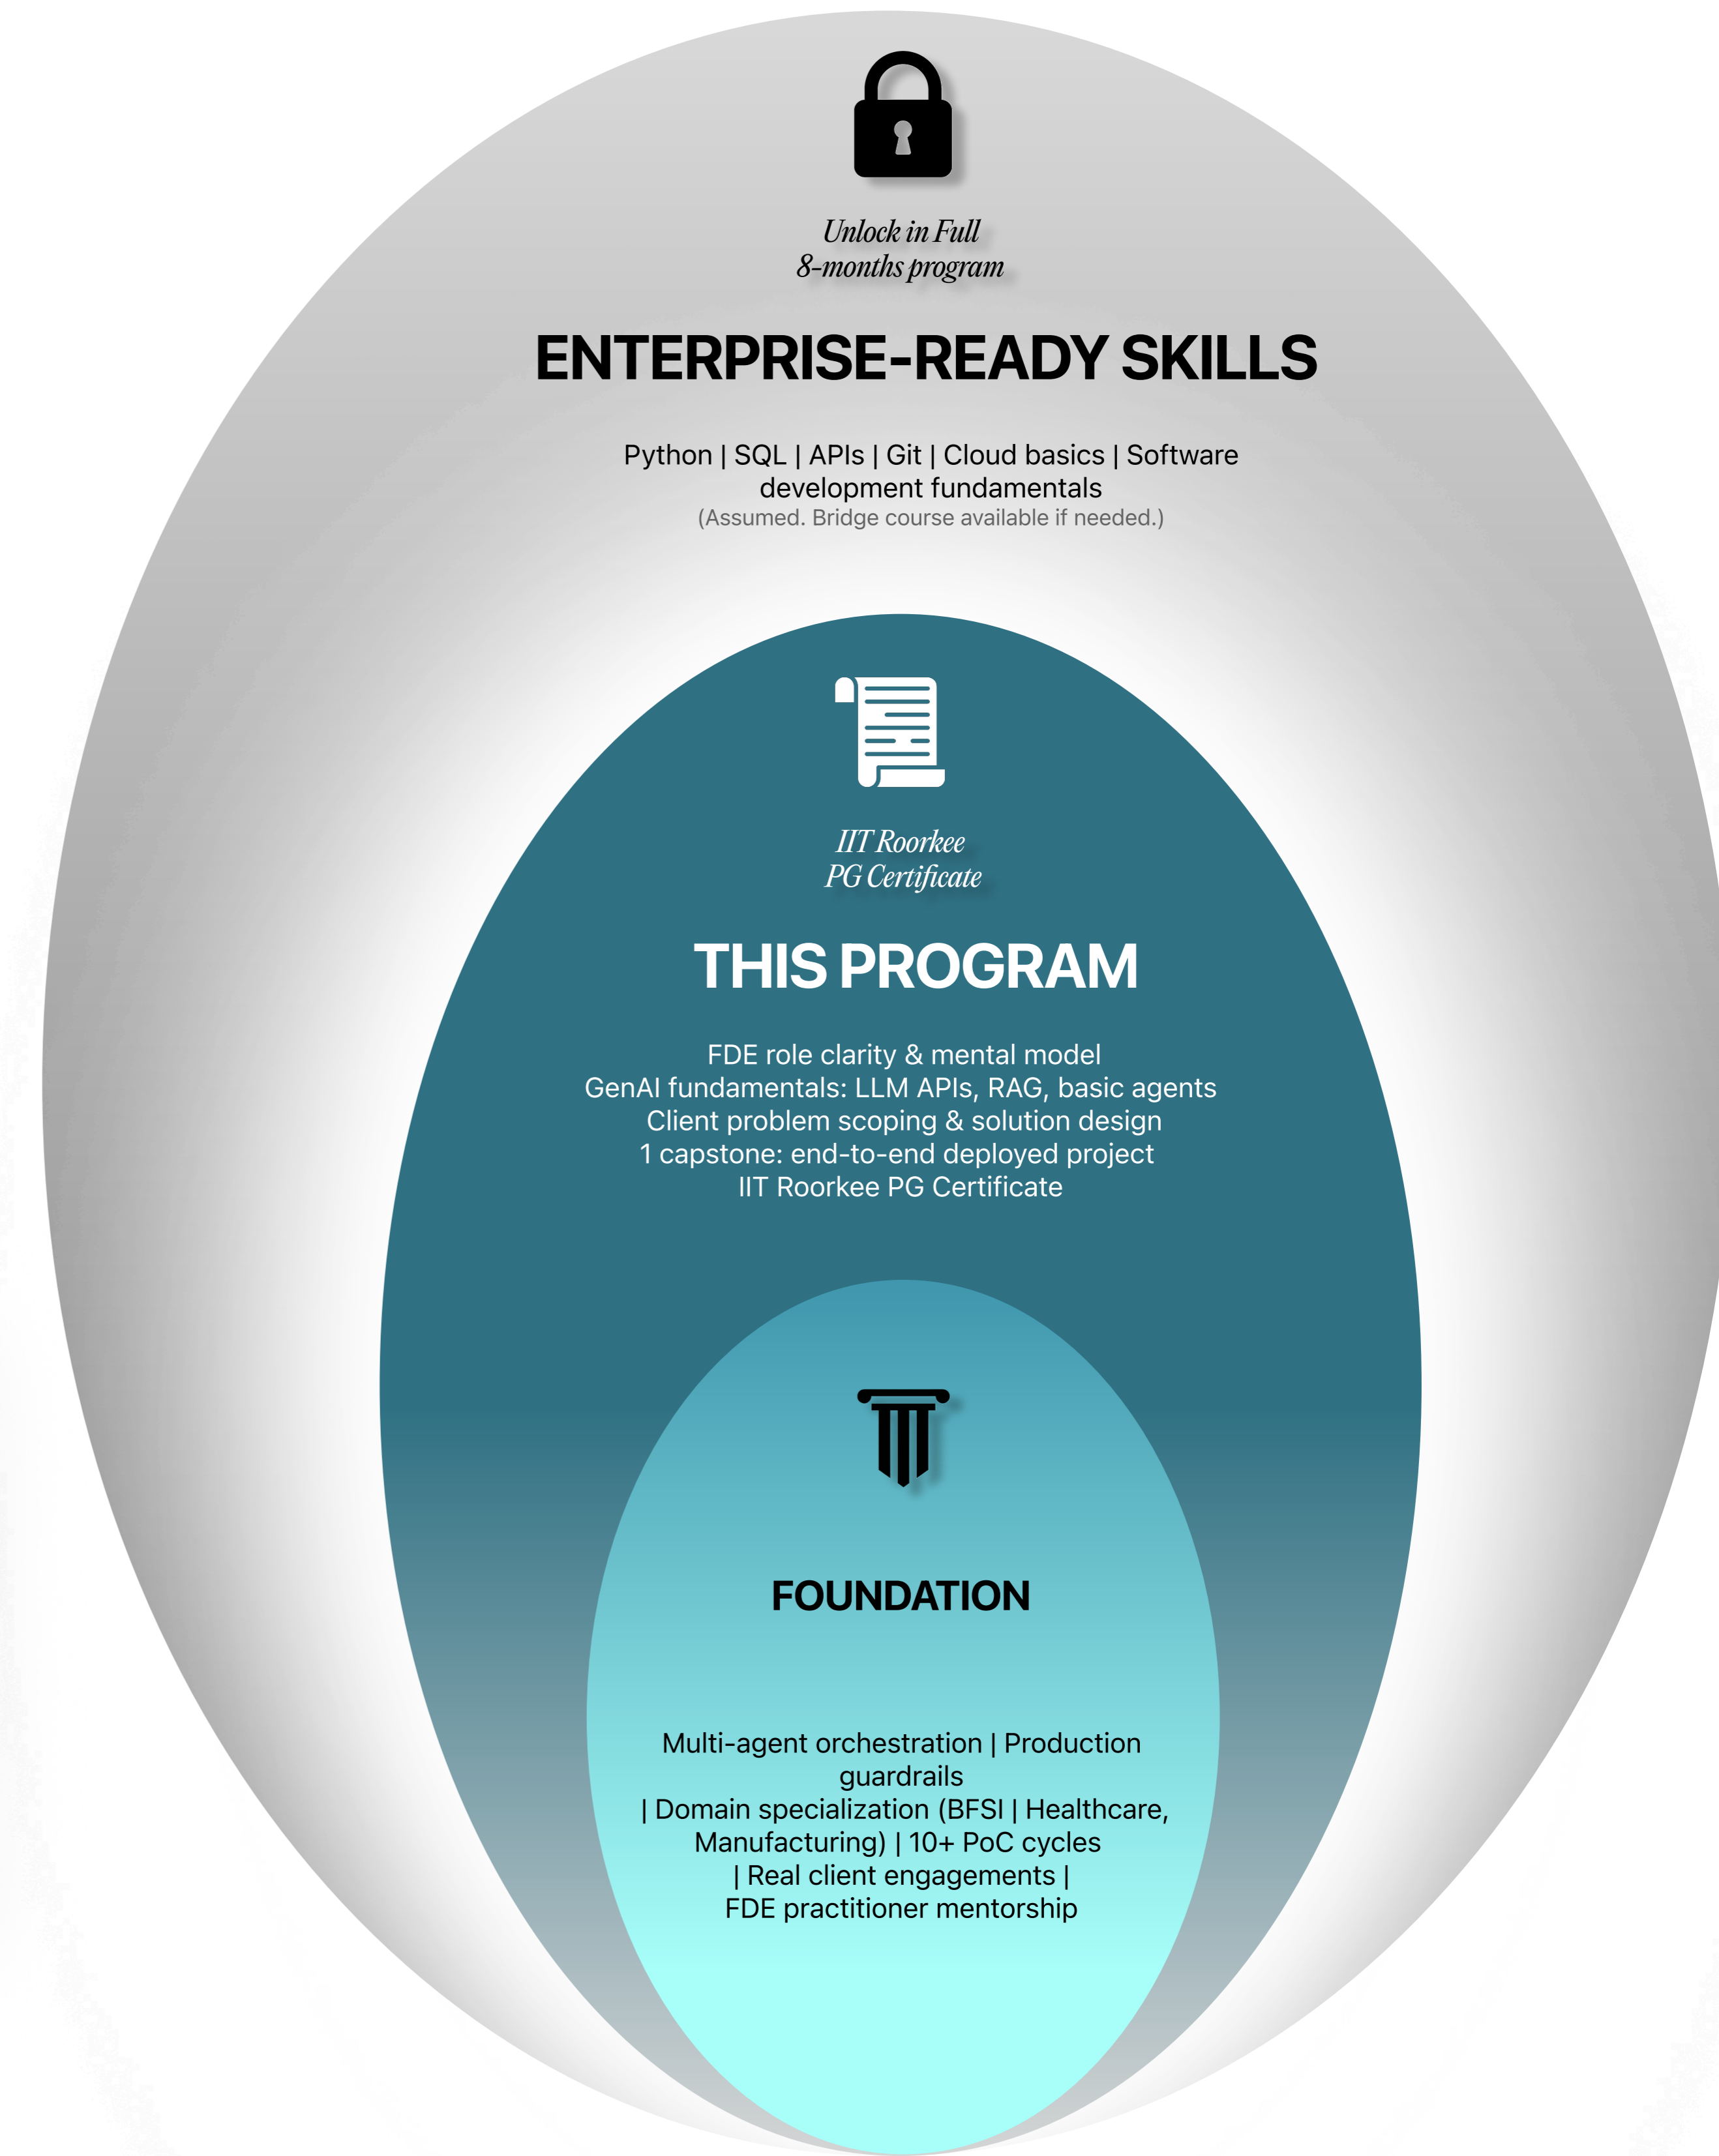 Unlock in Full
8-months program
ENTERPRISE-READY SKILLS
Python | SQL | APIs | Git | Cloud basics | Software
development fundamentals
(Assumed. Bridge course available if needed.)
IIT Roorkee
PG Certificate
THIS PROGRAM
FDE role clarity & mental model
GenAI fundamentals: LLM APIs, RAG, basic agents
Client problem scoping & solution design
1 capstone: end-to-end deployed project
IIT Roorkee PG Certificate
FOUNDATION
Multi-agent orchestration | Production
guardrails
| Domain specialization (BFSI | Healthcare,
Manufacturing) | 10+ PoC cycles
| Real client engagements |
FDE practitioner mentorship